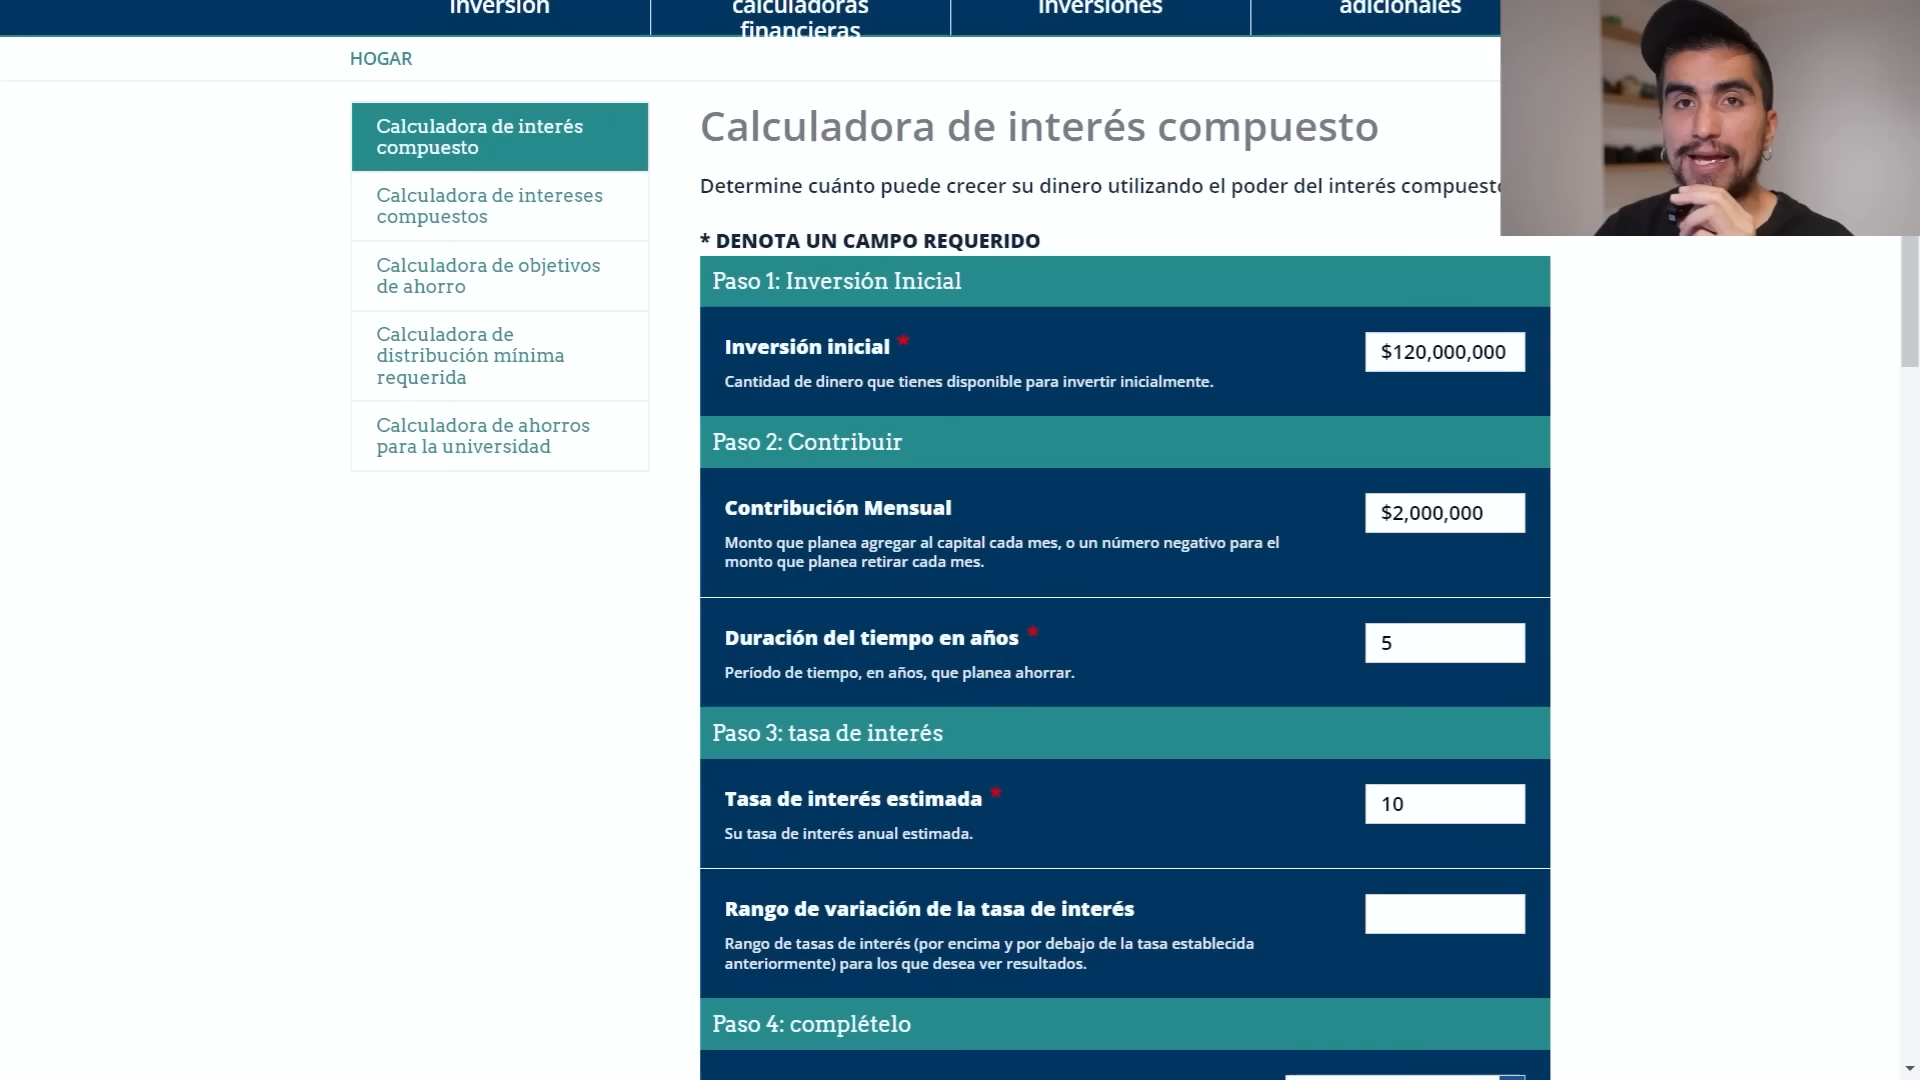 inversión
calculadoras
financieras
inversiones
adicionales
HOGAR
Calculadora de interés
compuesto
Calculadora de intereses
compuestos
Calculadora de objetivos
de ahorro
Calculadora de
distribución mínima
requerida
Calculadora de ahorros
para la universidad
Calculadora de interés compuesto
Determine cuánto puede crecer su dinero utilizando el poder del interés compuesto
* DENOTA UN CAMPO REQUERIDO
Paso 1: Inversión Inicial
Inversión inicial *
$120,000,000
Cantidad de dinero que tienes disponible para invertir inicialmente.
Paso 2: Contribuir
Contribución Mensual
$2,000,000
Monto que planea agregar al capital cada mes, o un número negativo para el
monto que planea retirar cada mes.
Duración del tiempo en años *
5
Período de tiempo, en años, que planea ahorrar.
Paso 3: tasa de interés
Tasa de interés estimada *
10
Su tasa de interés anual estimada.
Rango de variación de la tasa de interés
Rango de tasas de interés (por encima y por debajo de la tasa establecida
anteriormente) para los que desea ver resultados.
Paso 4: complételo